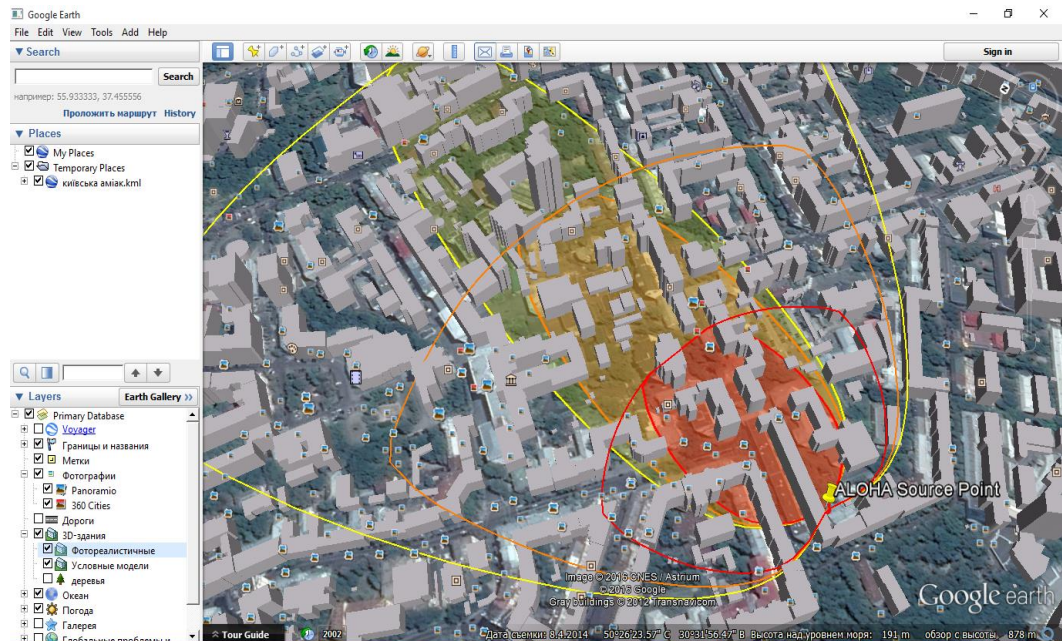 Google Earth
File Edit View Tools Add Help
Search
Sign in
Search
например: 55.933333, 37.455556
Проложить маршрут History
Places
My Places
Temporary Places
київська аміак.kml
Layers
Earth Gallery »
Primary Database
Voyager
Границы и названия
Метки
Фотографии
Panoramio
360 Cities
Дороги
3D-здания
Фотореалистичные
Условные модели
деревья
Океан
Погода
Галерея
Глобальные проблемы и
ALOHA Source Point
Image © 2016 CNES / Astrium
© 2016 Google
Gray buildings © 2012 Transnavicom
Google earth
Tour Guide
2002
Дата съемки: 8.4.2014 50°26'23.57" С 30°31'56.47" В Высота над уровнем моря: 191 m обзор с высоты. 878 m